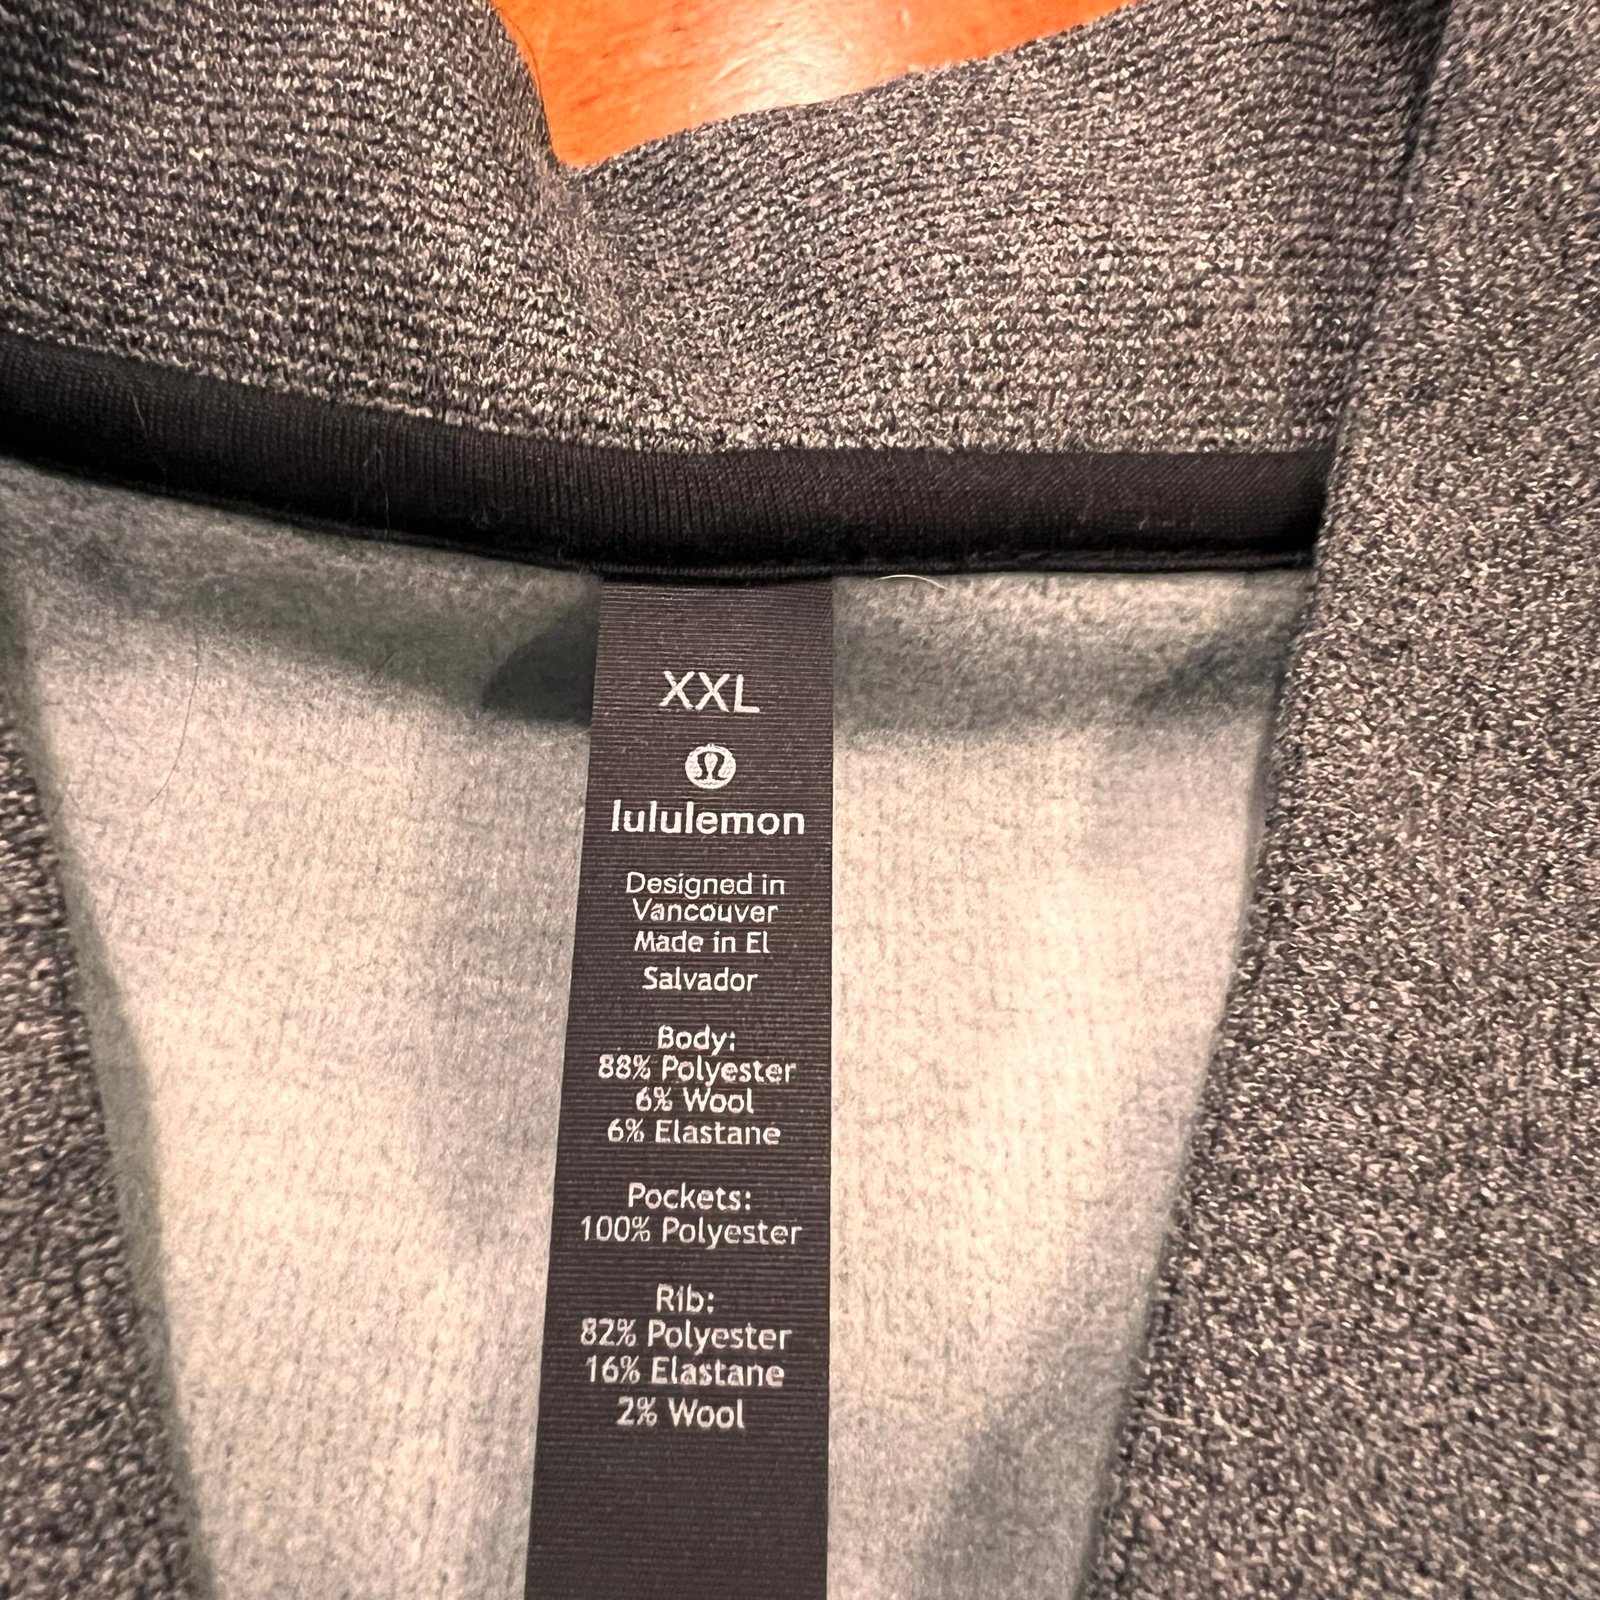 XXL
lululemon
Designed in
Vancouver
Made in El
Salvador
Body:
88% Polyester
6% Wool
6% Elastane
Pockets:
100% Polyester
Rib:
82% Polyester
16% Elastane
2% Wool